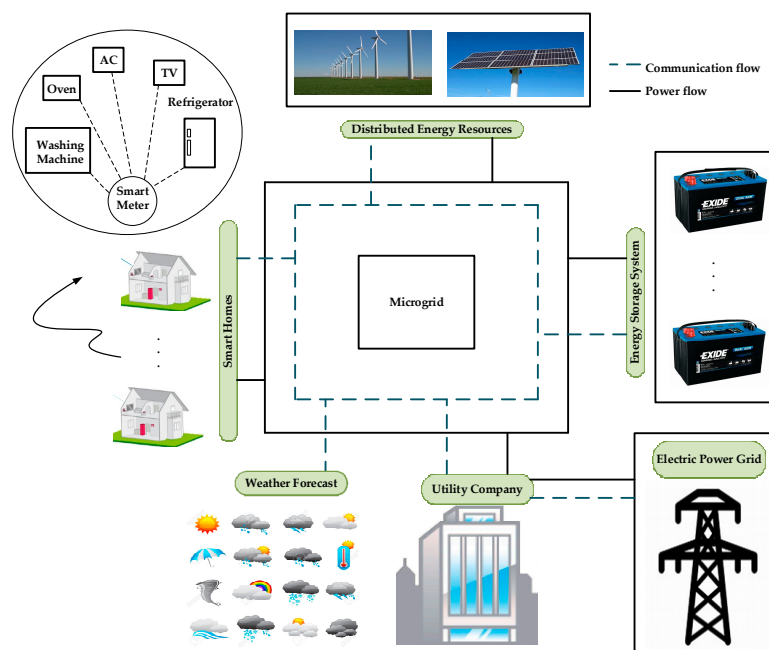 AC
TV
Oven
Refrigerator
Washing
Machine
Smart
Meter
Communication flow
Power flow
Distributed Energy Resources
EXIDE
Energy Storage System
EXIDE
Microgrid
Smart Homes
Weather Forecast
Utility Company
Electric Power Grid